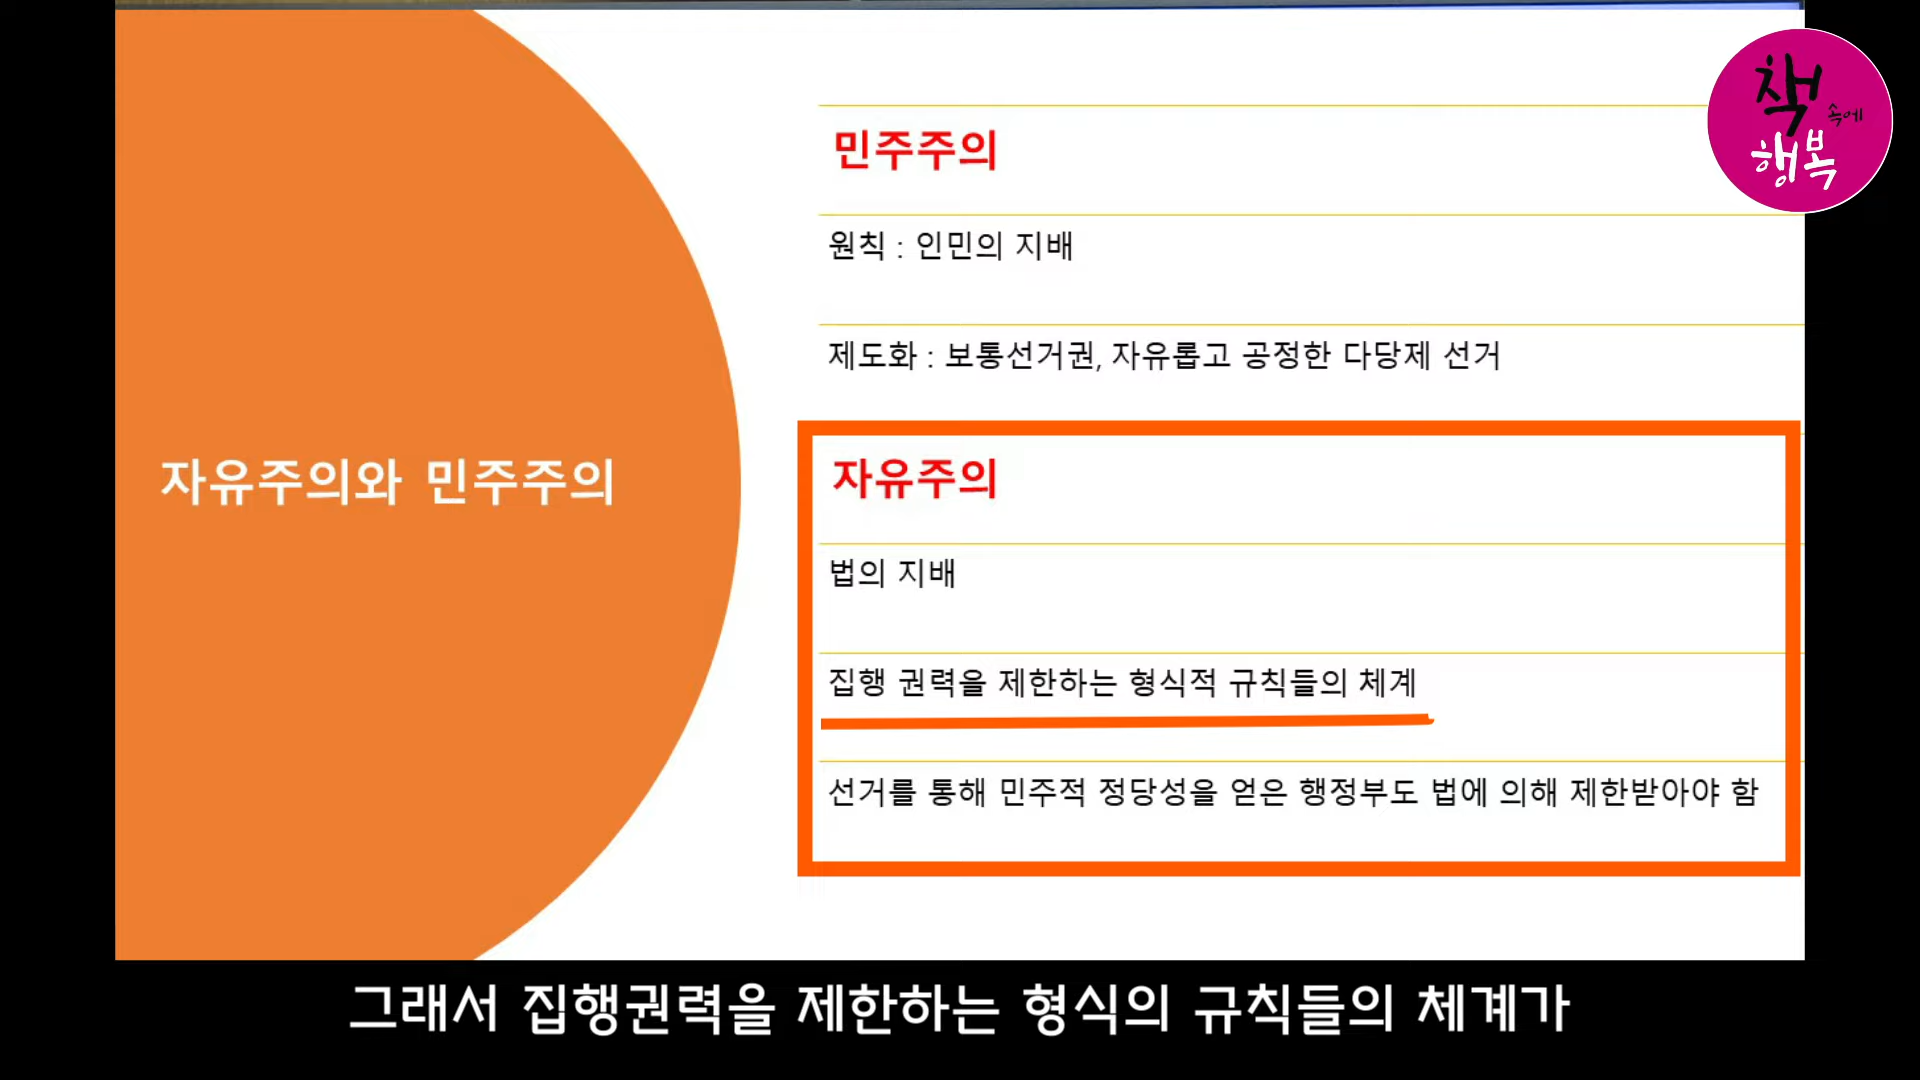 책
속에
행복
민주주의
원칙 : 인민의 지배
제도화 : 보통선거권, 자유롭고 공정한 다당제 선거
자유주의와 민주주의
자유주의
법의 지배
집행 권력을 제한하는 형식적 규칙들의 체계
선거를 통해 민주적 정당성을 얻은 행정부도 법에 의해 제한받아야 함
그래서 집행권력을 제한하는 형식의 규칙들의 체계가